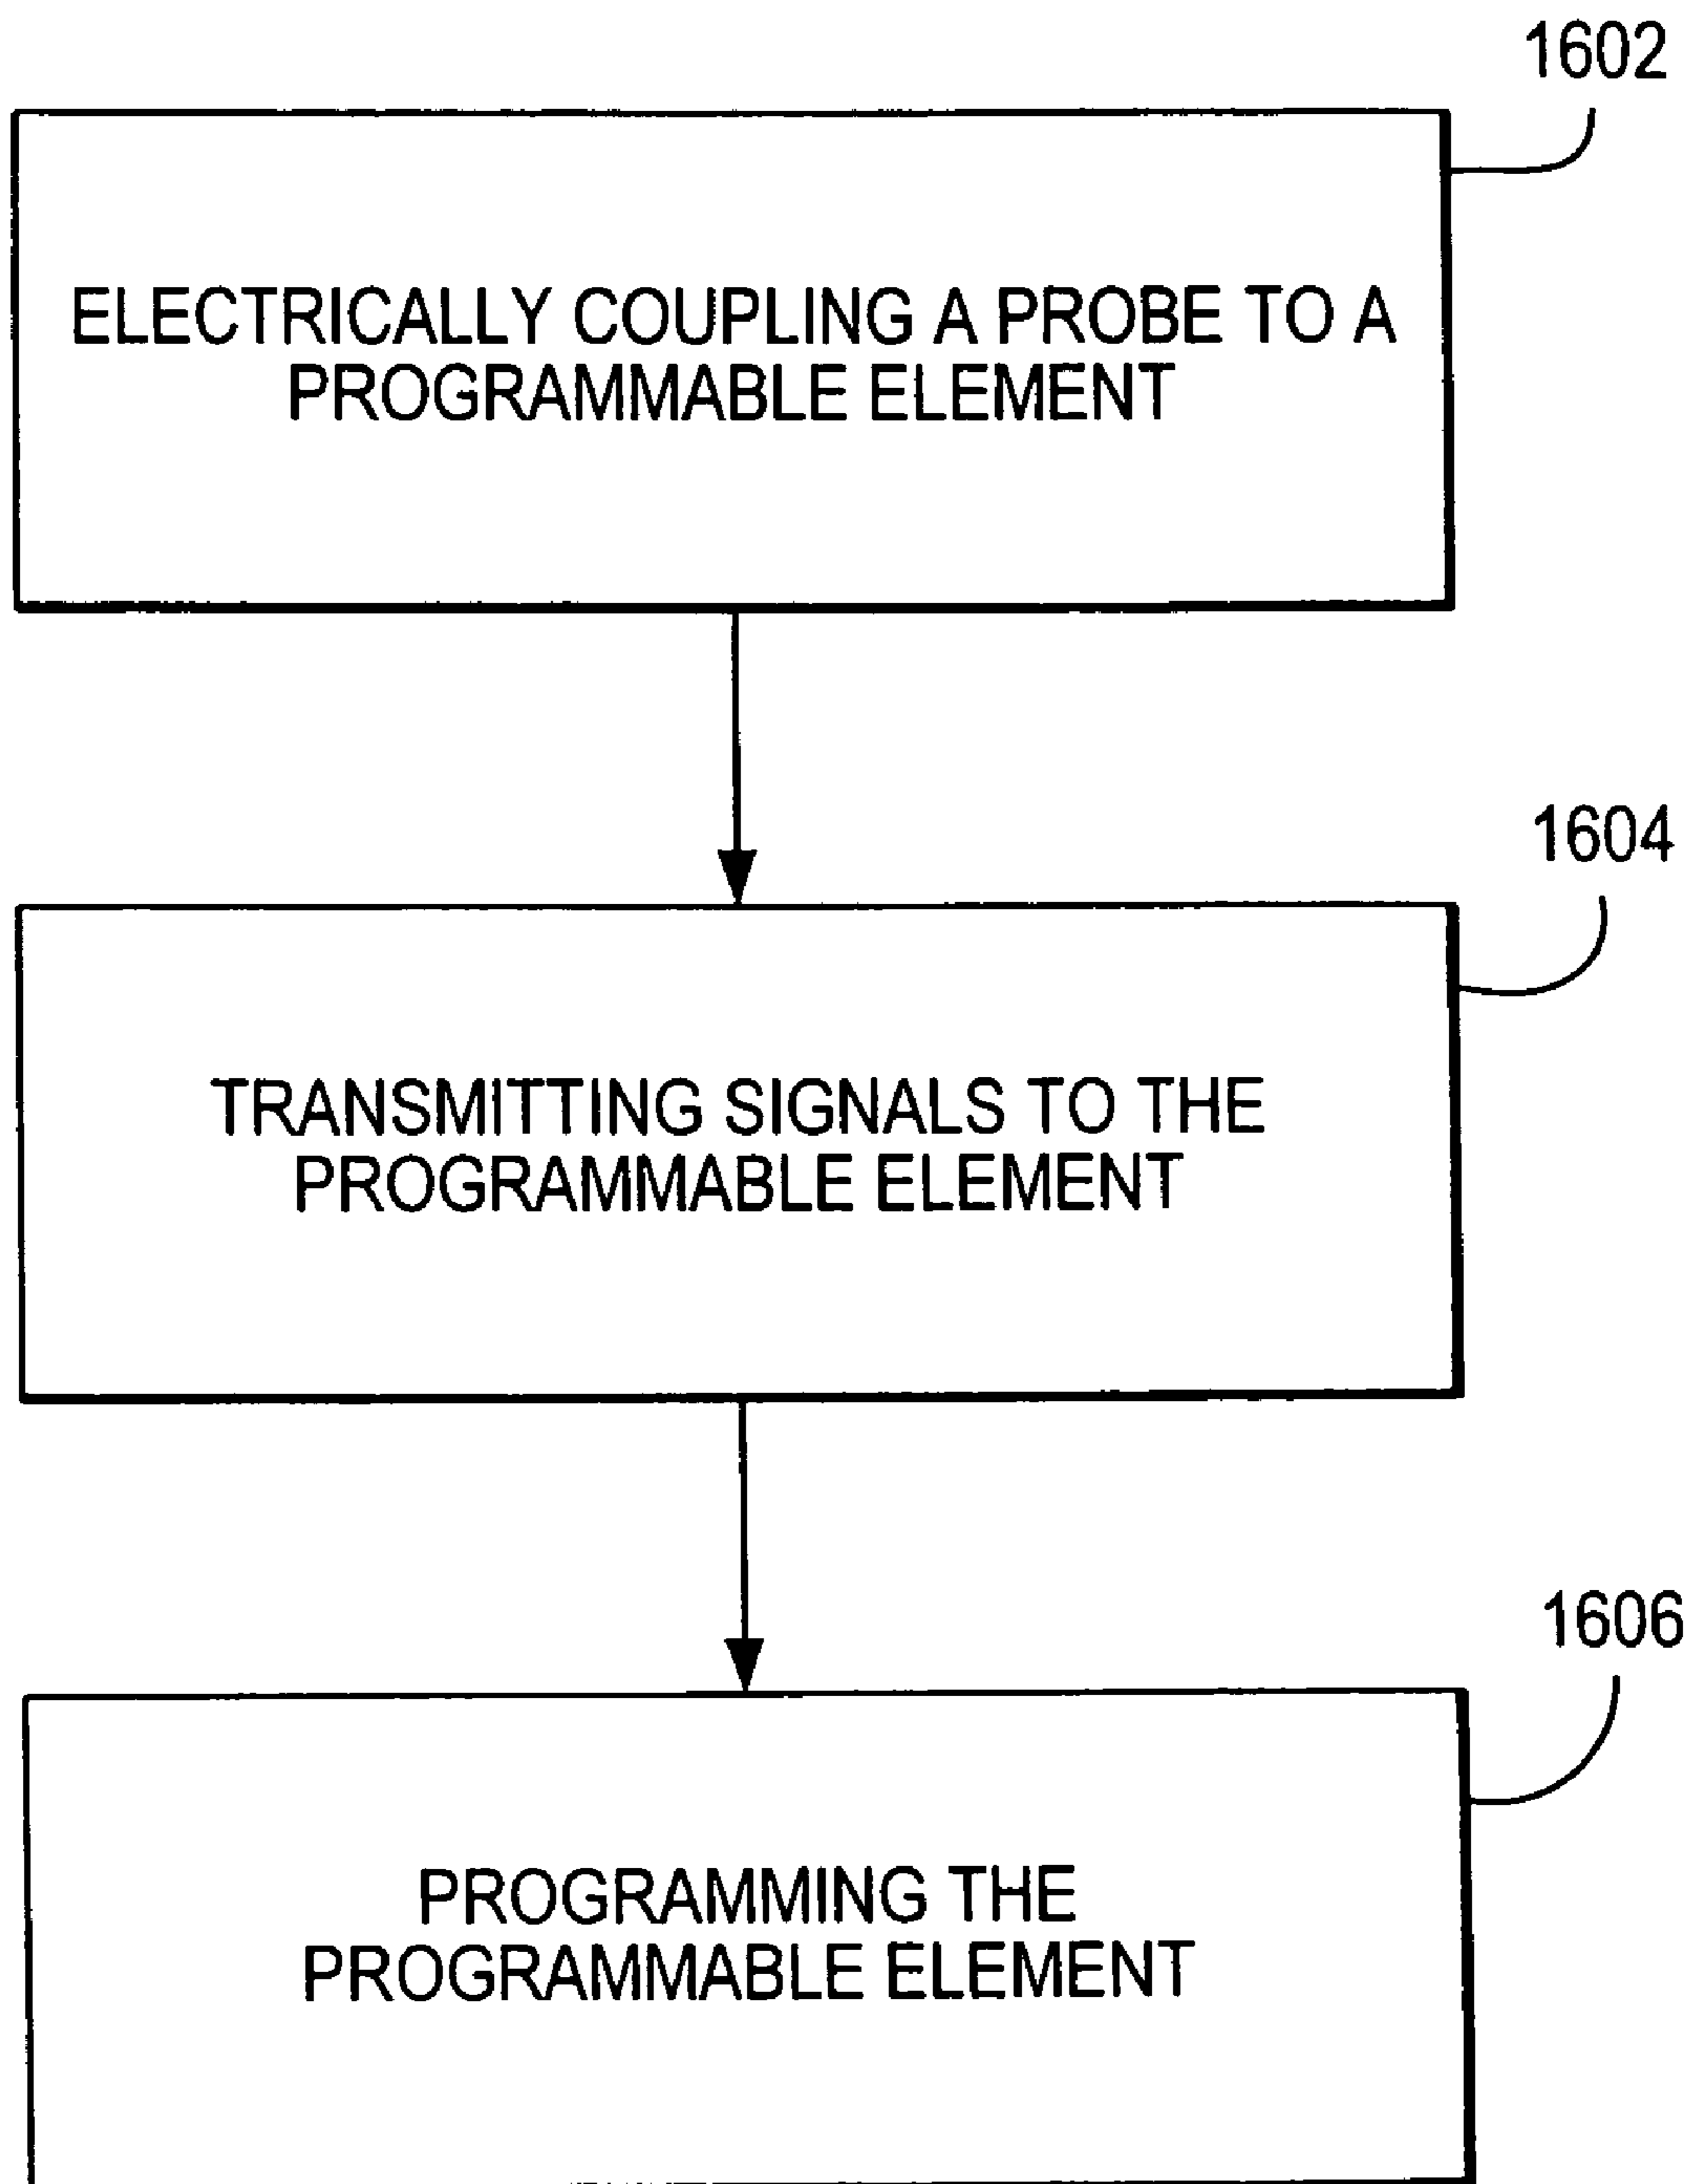 1602
ELECTRICALLY COUPLING A PROBE TO A
PROGRAMMABLE ELEMENT
1604
TRANSMITTING SIGNALS TO THE
PROGRAMMABLE ELEMENT
1606
PROGRAMMING THE
PROGRAMMABLE ELEMENT